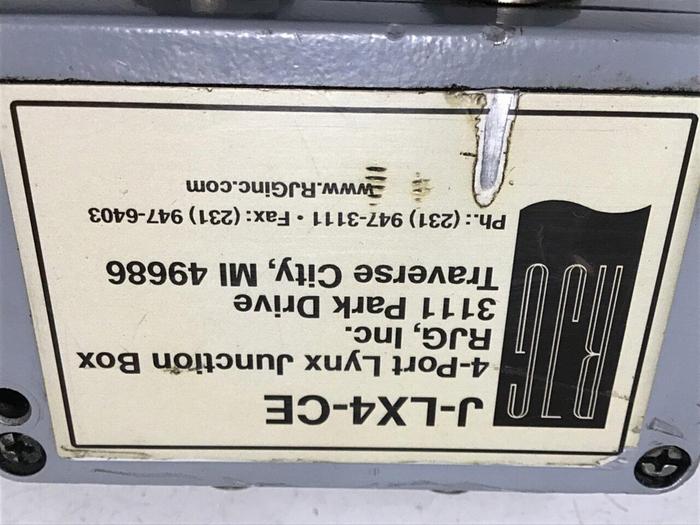 J-LX4-CE
4-Port Lynx Junction Box
RJG, Inc.
3111 Park Drive
Traverse City, MI 49686
Ph.: (231) 947-3111 • Fax: (231) 947-6403
www.RJGinc.com
RJG